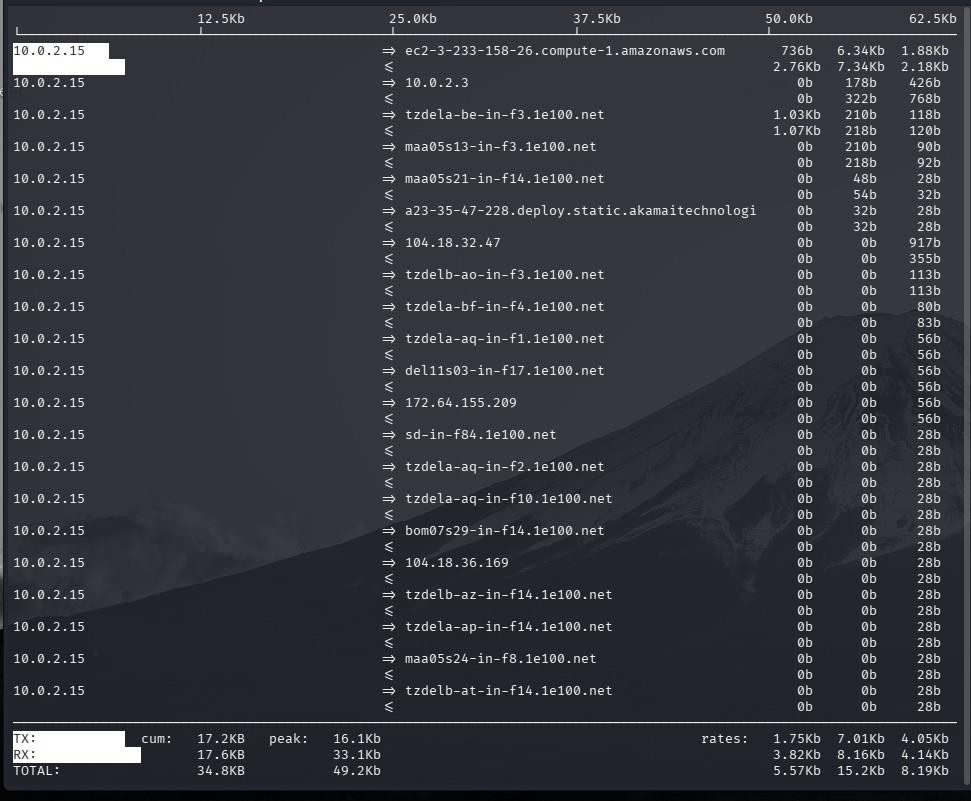 12.5Kb 25.0Kb 37.5Kb 50.0Kb 62.5Kb
10.0.2.15 => ec2-3-233-158-26.compute-1.amazonaws.com 736b 6.34Kb 1.88Kb
<= 2.76Kb 7.34Kb 2.18Kb
10.0.2.15 => 10.0.2.3 0b 178b 426b
<= 0b 322b 768b
10.0.2.15 => tzdela-be-in-f3.1e100.net 1.03Kb 210b 118b
<= 1.07Kb 218b 120b
10.0.2.15 => maa05s13-in-f3.1e100.net 0b 210b 90b
<= 0b 218b 92b
10.0.2.15 => maa05s21-in-f14.1e100.net 0b 48b 28b
<= 0b 54b 32b
10.0.2.15 => a23-35-47-228.deploy.static.akamaitechnologi 0b 32b 28b
<= 0b 32b 28b
10.0.2.15 => 104.18.32.47 0b 0b 917b
<= 0b 0b 355b
10.0.2.15 => tzdelb-ao-in-f3.1e100.net 0b 0b 113b
<= 0b 0b 113b
10.0.2.15 => tzdela-bf-in-f4.1e100.net 0b 0b 80b
<= 0b 0b 83b
10.0.2.15 => tzdela-aq-in-f1.1e100.net 0b 0b 56b
<= 0b 0b 56b
10.0.2.15 => del11s03-in-f17.1e100.net 0b 0b 56b
<= 0b 0b 56b
10.0.2.15 => 172.64.155.209 0b 0b 56b
<= 0b 0b 56b
10.0.2.15 => sd-in-f84.1e100.net 0b 0b 28b
<= 0b 0b 28b
10.0.2.15 => tzdela-aq-in-f2.1e100.net 0b 0b 28b
<= 0b 0b 28b
10.0.2.15 => tzdela-aq-in-f10.1e100.net 0b 0b 28b
<= 0b 0b 28b
10.0.2.15 => bom07s29-in-f14.1e100.net 0b 0b 28b
<= 0b 0b 28b
10.0.2.15 => 104.18.36.169 0b 0b 28b
<= 0b 0b 28b
10.0.2.15 => tzdelb-az-in-f14.1e100.net 0b 0b 28b
<= 0b 0b 28b
10.0.2.15 => tzdela-ap-in-f14.1e100.net 0b 0b 28b
<= 0b 0b 28b
10.0.2.15 => maa05s24-in-f8.1e100.net 0b 0b 28b
<= 0b 0b 28b
10.0.2.15 => tzdelb-at-in-f14.1e100.net 0b 0b 28b
<= 0b 0b 28b
TX: cum: 17.2KB peak: 16.1Kb rates: 1.75Kb 7.01Kb 4.05Kb
RX: 17.6KB 33.1Kb 3.82Kb 8.16Kb 4.14Kb
TOTAL: 34.8KB 49.2Kb 5.57Kb 15.2Kb 8.19Kb